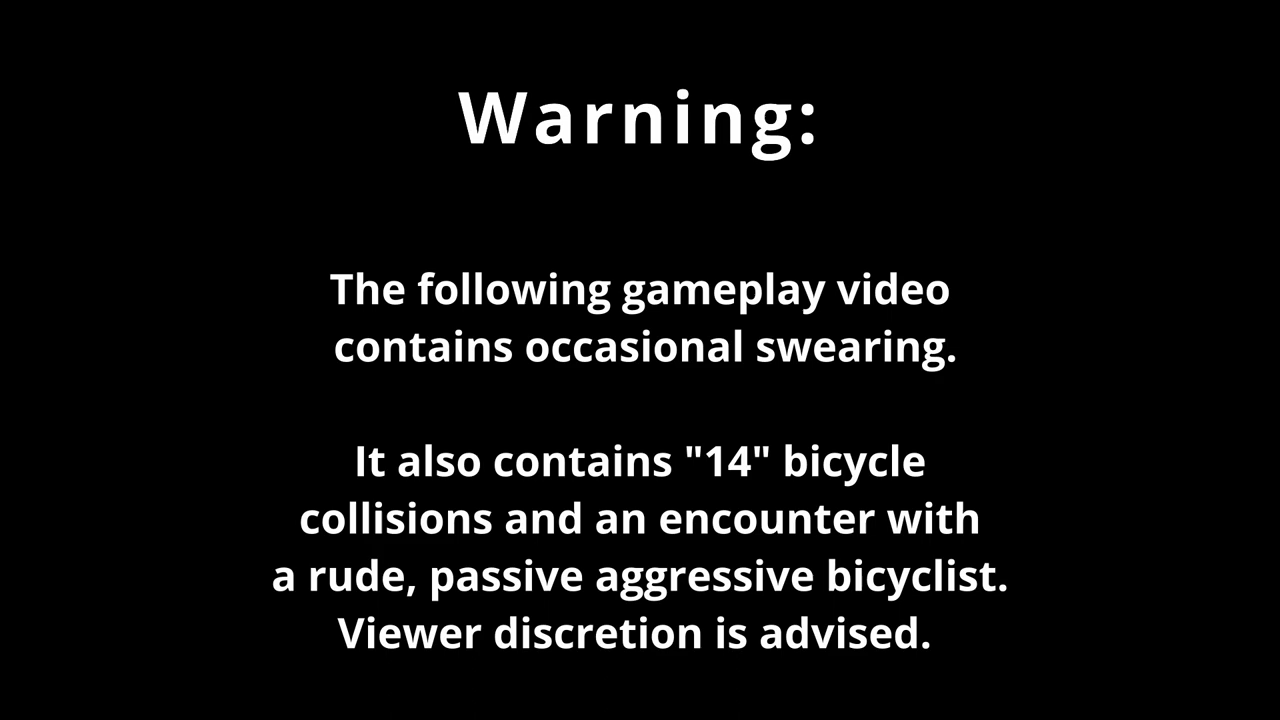 Warning:
The following gameplay video
contains occasional swearing.
It also contains "14" bicycle
collisions and an encounter with
a rude, passive aggressive bicyclist.
Viewer discretion is advised.